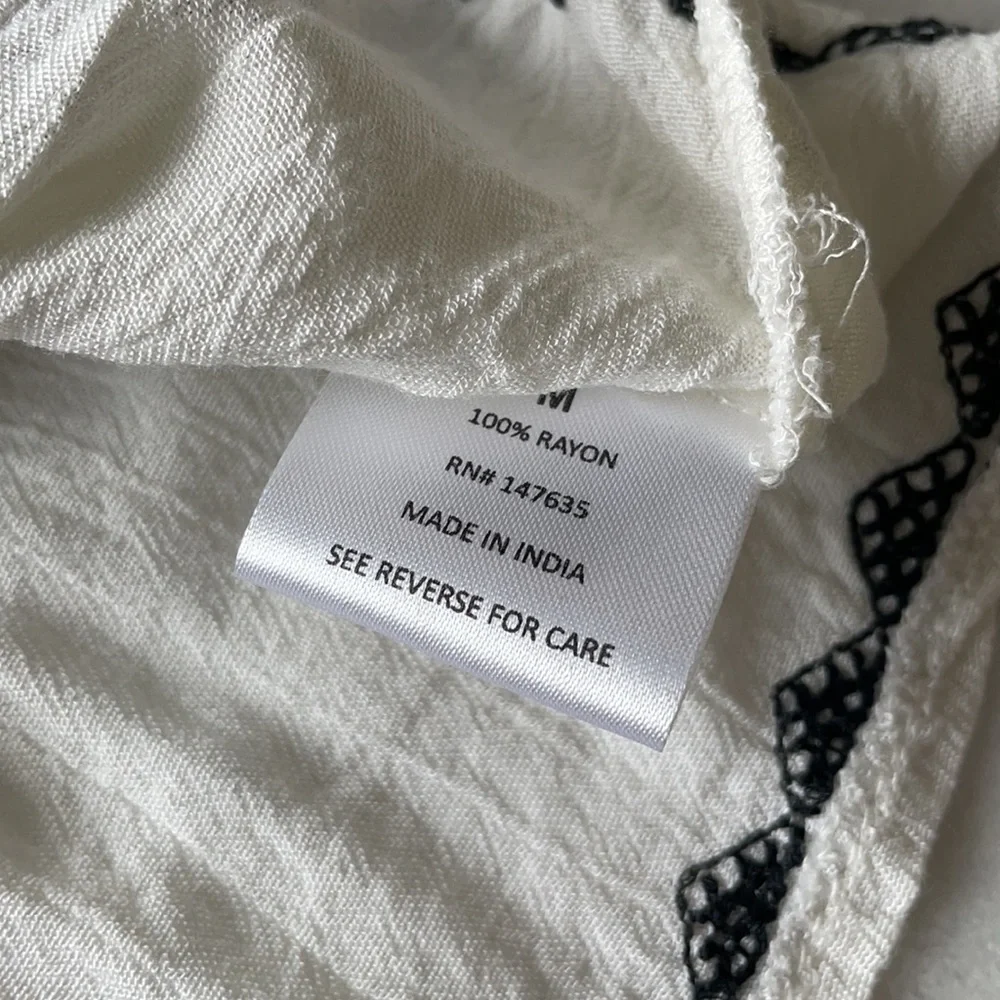 M
100% RAYON
RN# 147635
MADE IN INDIA
SEE REVERSE FOR CARE